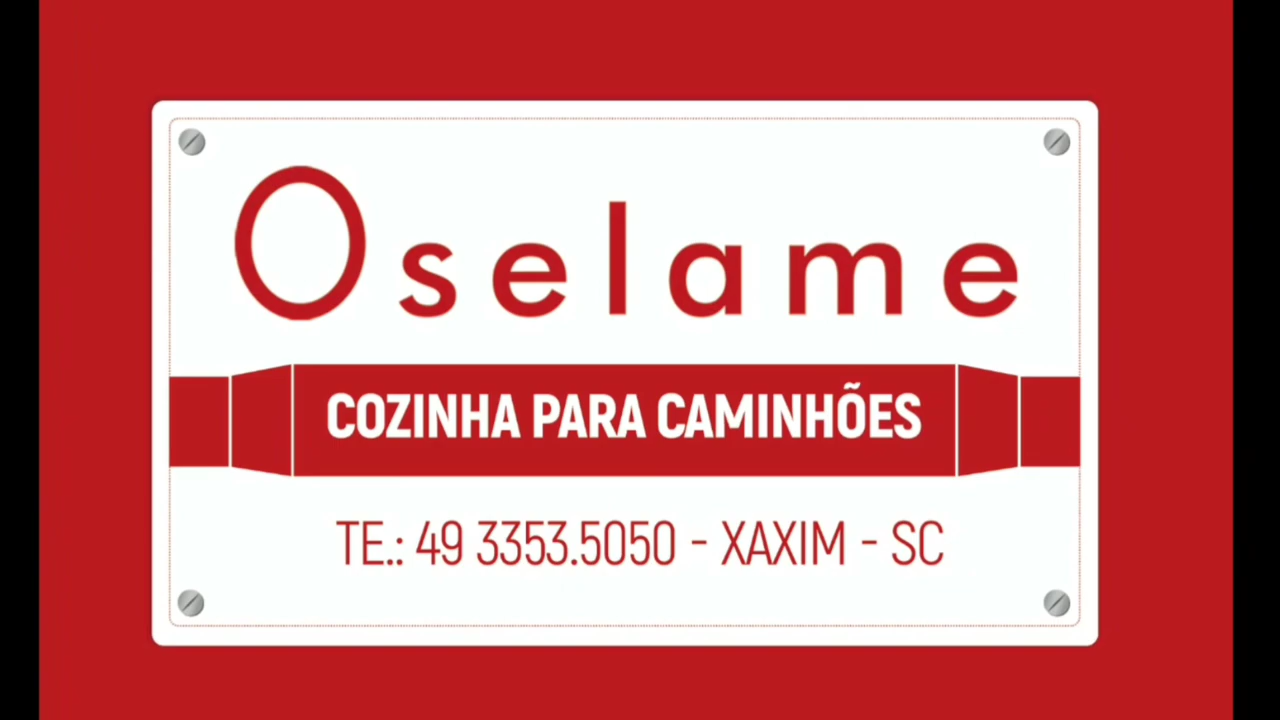 Oselame
COZINHA PARA CAMINHÕES
TE.: 49 3353.5050 - XAXIM - SC